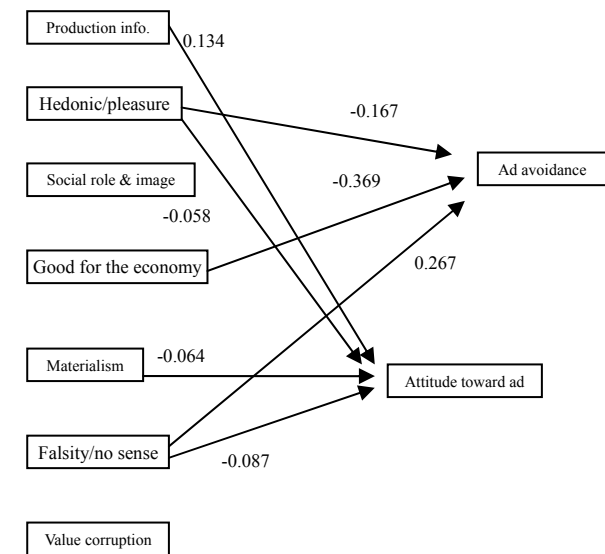 Production info.
0.134
Hedonic/pleasure
-0.167
Ad avoidance
Social role & image
-0.369
-0.058
Good for the economy
0.267
Materialism
-0.064
Attitude toward ad
Falsity/no sense
-0.087
Value corruption